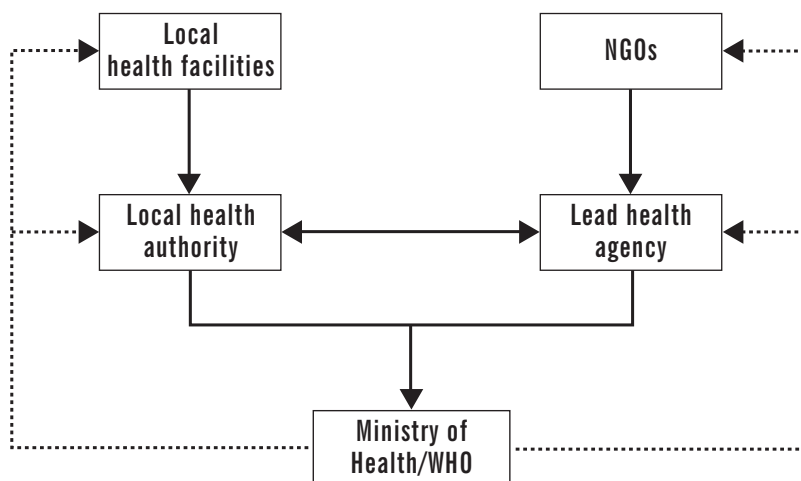 Local
health facilities
NGOs
Local health
authority
Lead health
agency
Ministry of
Health/WHO